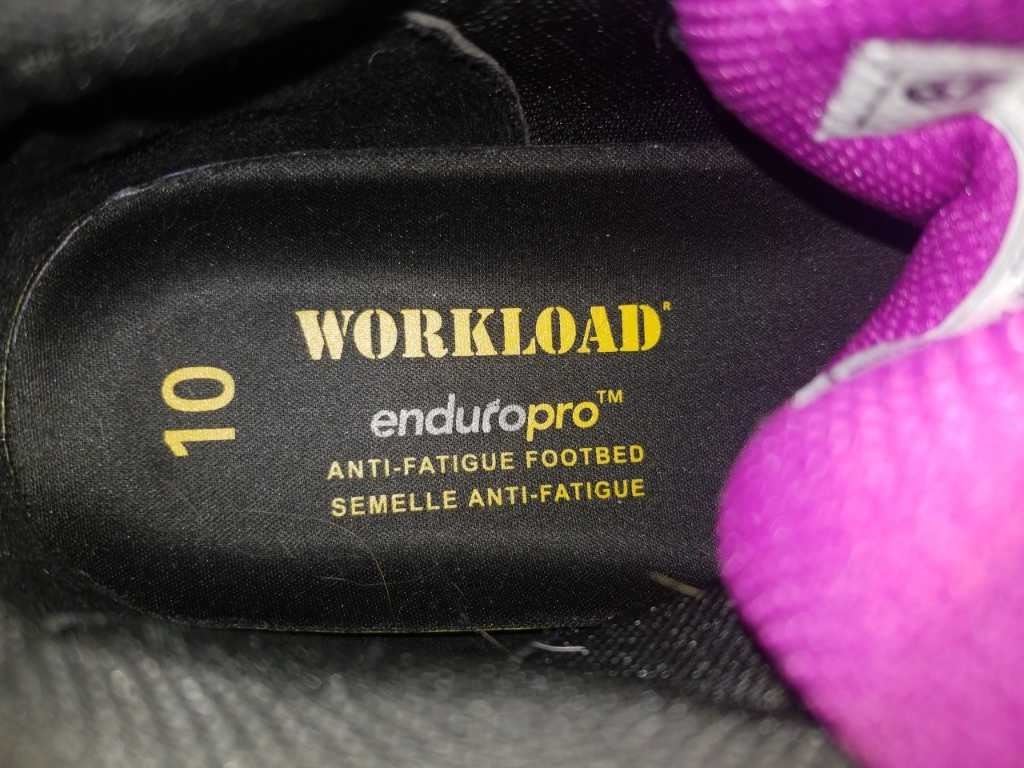 WORKLOAD®
enduropro™
ANTI-FATIGUE FOOTBED
SEMELLE ANTI-FATIGUE
10